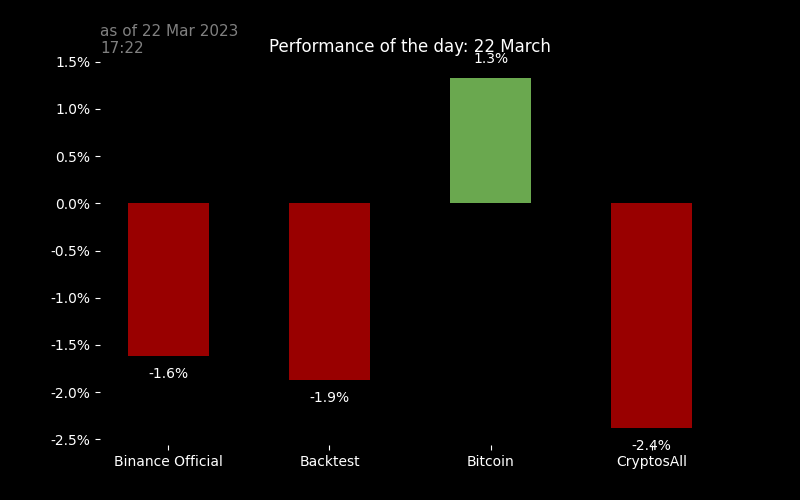 as of 22 Mar 2023
17:22
Performance of the day: 22 March
1.5%
1.0%
0.5%
0.0%
-0.5%
-1.0%
-1.5%
-2.0%
-2.5%
1.3%
-1.6%
-1.9%
-2.4%
Binance Official
Backtest
Bitcoin
CryptosAll